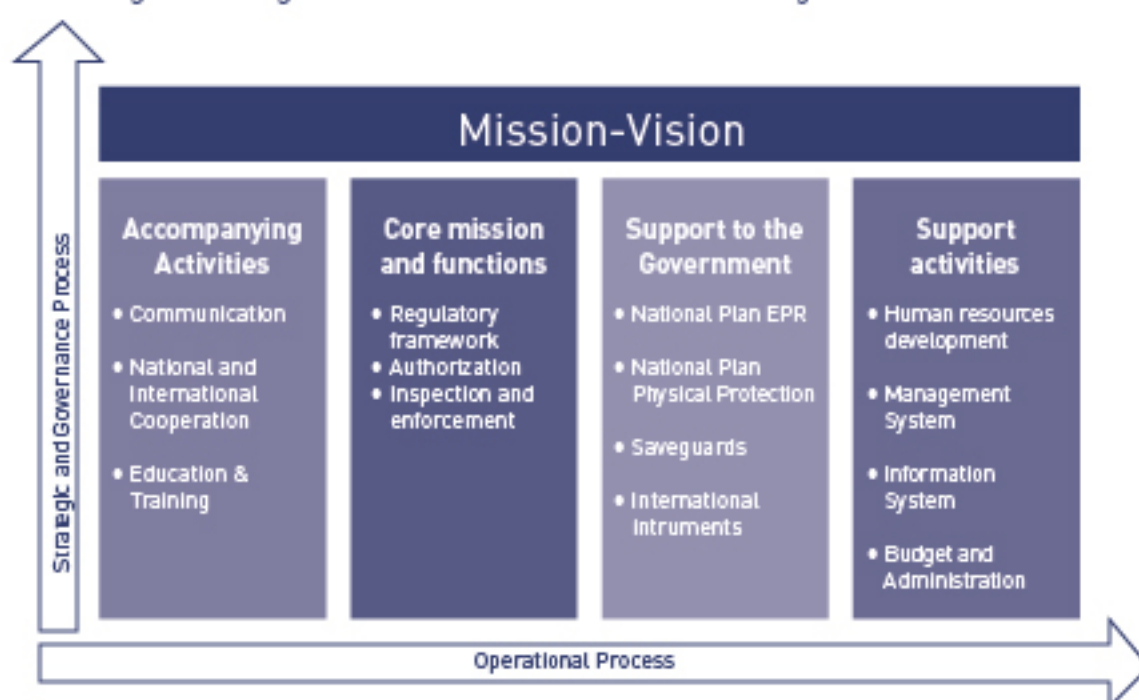 Mission-Vision
Accompanying
Activities
• Communication
• National and
International
Cooperation
• Education &
Training
Core mission
and functions
• Regulatory
framework
• Authorization
• Inspection and
enforcement
Support to the
Government
• National Plan EPR
• National Plan
Physical Protection
• Saveguards
• International
Intruments
Support
activities
• Human resources
development
• Management
System
• Information
System
• Budget and
Administration
Strategic and Governance Process
Operational Process